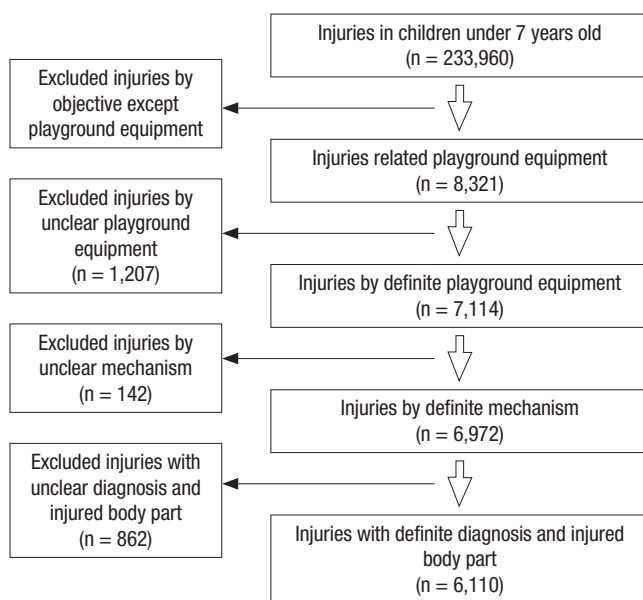 Injuries in children under 7 years old
(n = 233,960)
Excluded injuries by
objective except
playground equipment
Injuries related playground equipment
(n = 8,321)
Excluded injuries by
unclear playground
equipment
(n = 1,207)
Injuries by definite playground equipment
(n = 7,114)
Excluded injuries by
unclear mechanism
(n = 142)
Injuries by definite mechanism
(n = 6,972)
Excluded injuries with
unclear diagnosis and
injured body part
(n = 862)
Injuries with definite diagnosis and injured
body part
(n = 6,110)